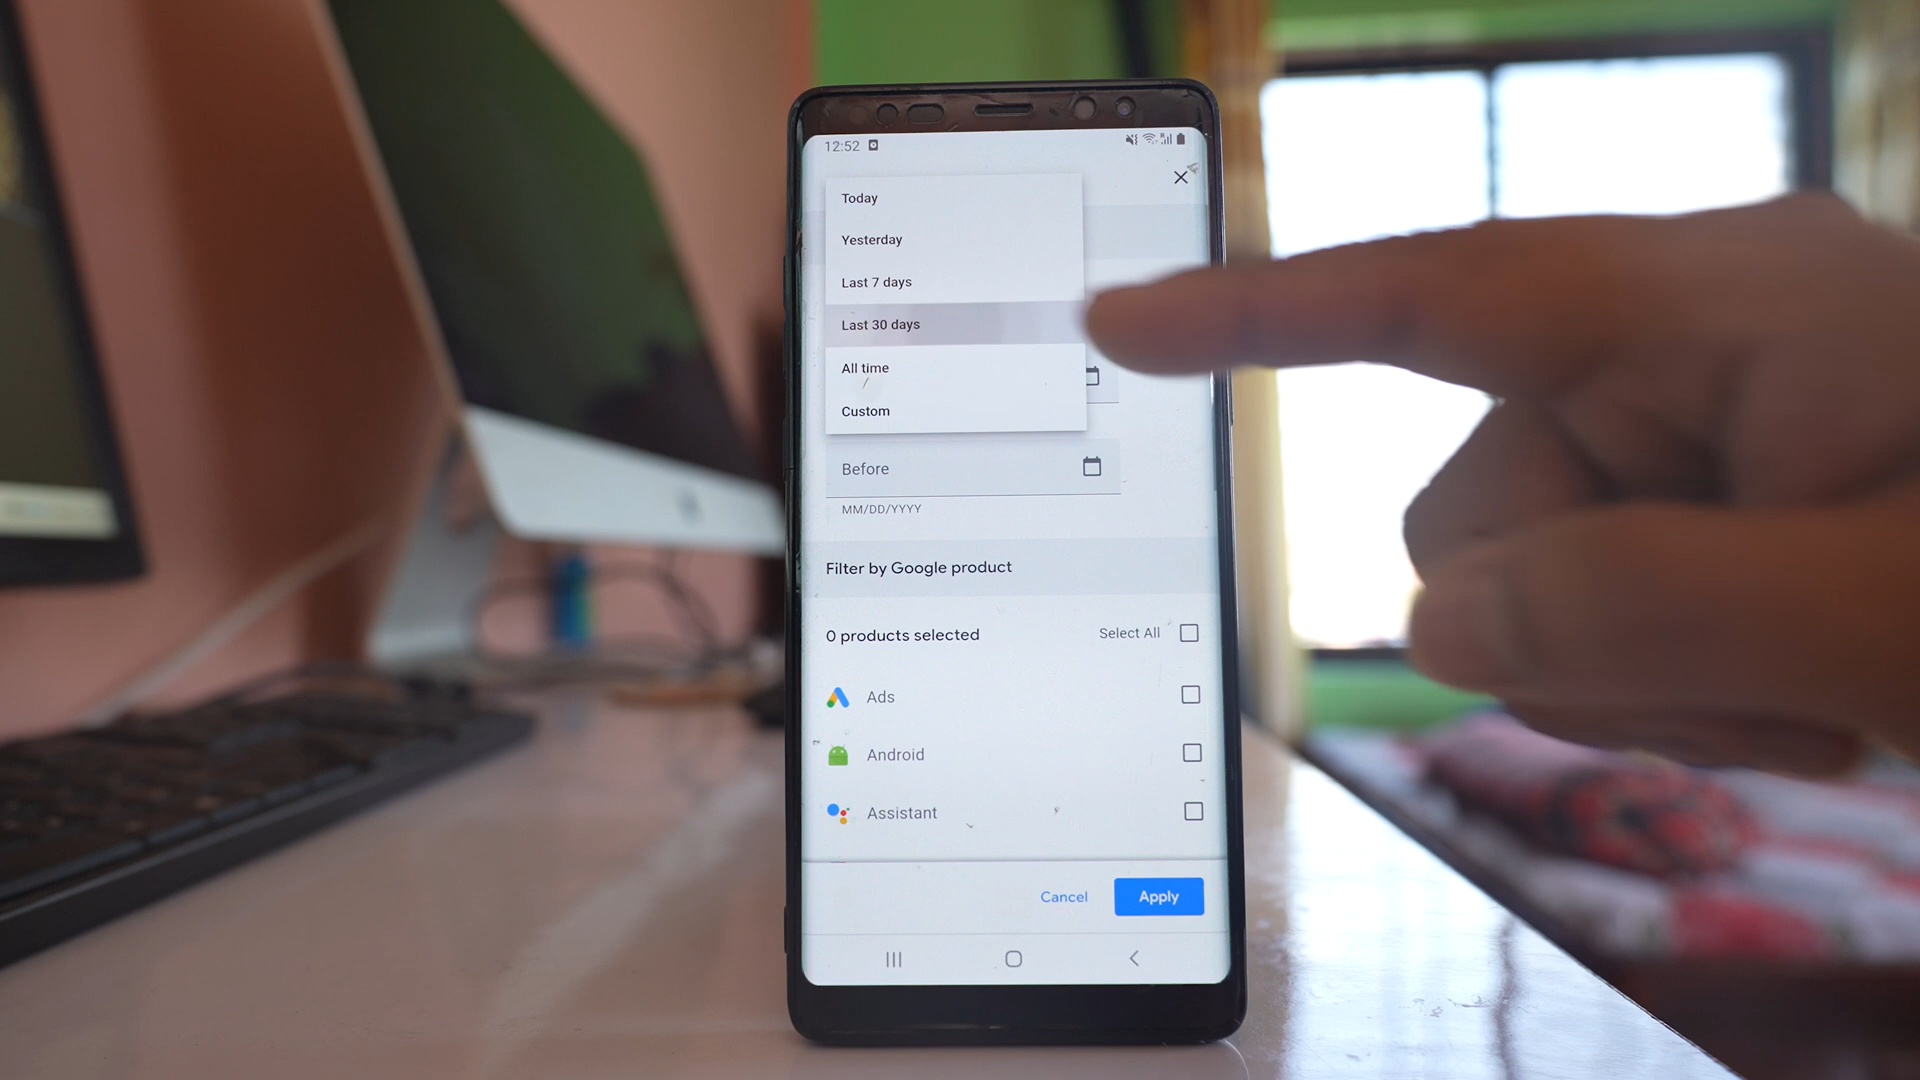 12:52
Today
Yesterday
Last 7 days
Last 30 days
All time
Custom
Before
MM/DD/YYYY
Filter by Google product
0 products selected
Select All
Ads
Android
Assistant
Cancel
Apply